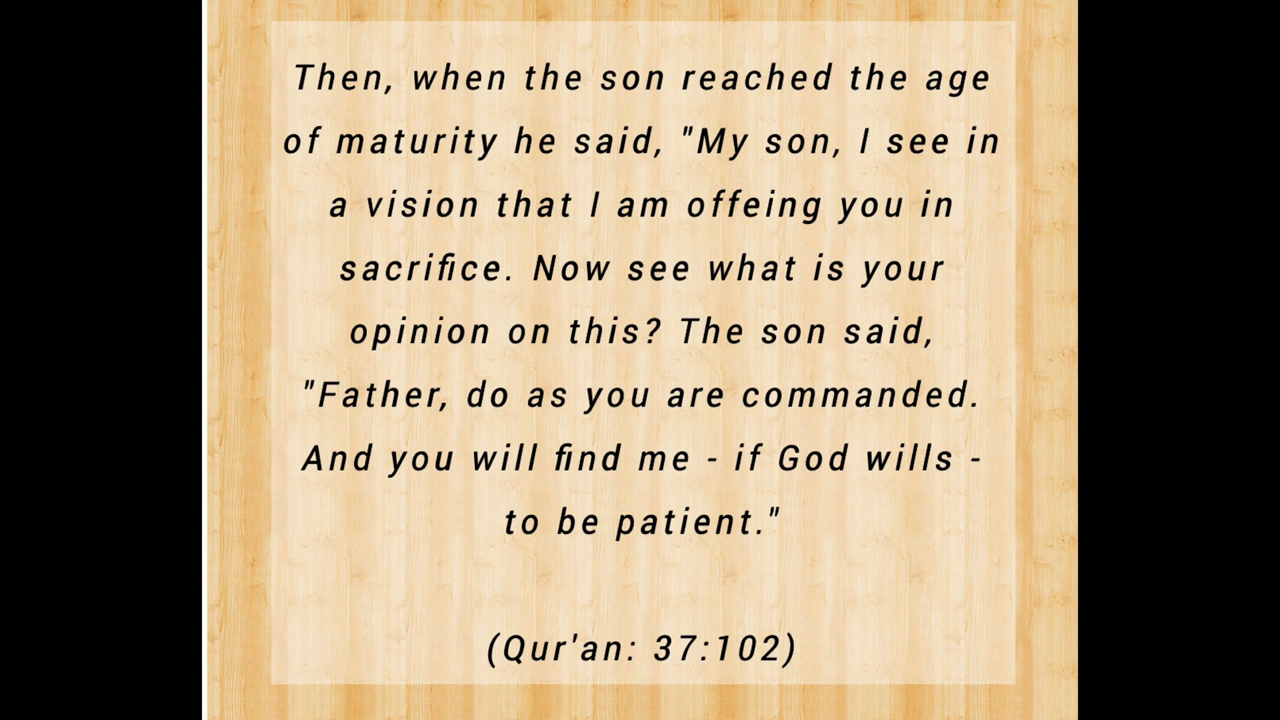 Then, when the son reached the age
of maturity he said, "My son, I see in
a vision that I am offeing you in
sacrifice. Now see what is your
opinion on this? The son said,
"Father, do as you are commanded.
And you will find me - if God wills -
to be patient."
(Qur'an: 37:102)